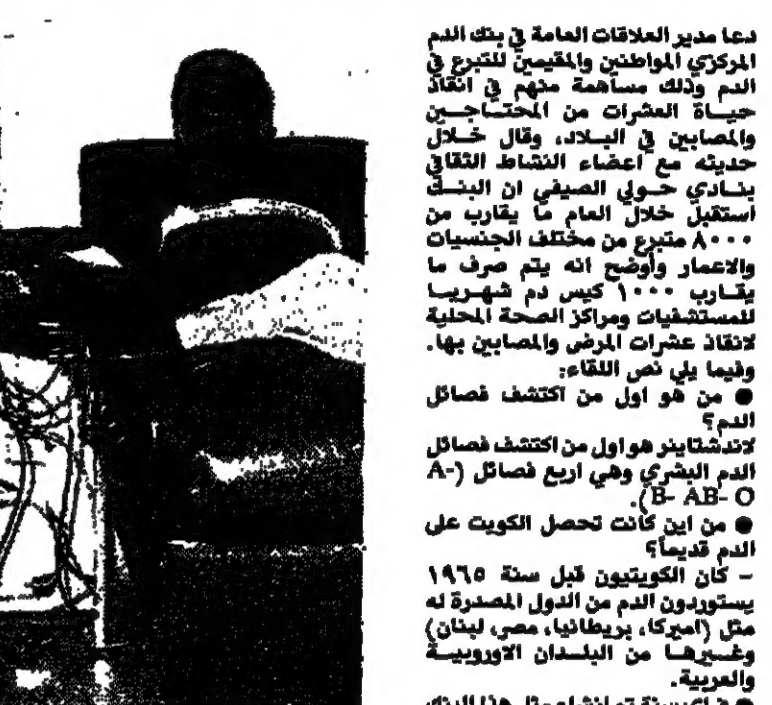 دعا مدير العلاقات العامة في بنك الدم
المركزي المواطنين والمقيمين للتبرع في
الدم وذلك مساهمة منهم في انقاذ
حياة العشرات من المحتاجين
والمصابين في البلاد، وقال خلال
حديثه مع اعضاء النشاط الثقافي
بنادي حولي الصيفي ان البنك
استقبل خلال العام ما يقارب من
٨٠٠٠ متبرع من مختلف الجنسيات
والاعمار وأوضح انه يتم صرف ما
يقارب ١٠٠٠ كيس دم شهريا
للمستشفيات ومراكز الصحة المحلية
لانقاذ عشرات المرضى والمصابين بها.
وفيما يلي نص اللقاء:
● من هو اول من اكتشف فصائل
الدم؟
لاندشتاينر هو اول من اكتشف فصائل
الدم البشري وهي اربع فصائل (A-
B- AB- O).
● من اين كانت تحصل الكويت على
الدم قديماً؟
- كان الكويتيون قبل سنة ١٩٦٥
يستوردون الدم من الدول المصدرة له
مثل (اميركا، بريطانيا، مصر، لبنان)
وغيرها من البلدان الاوروبية
والعربية.